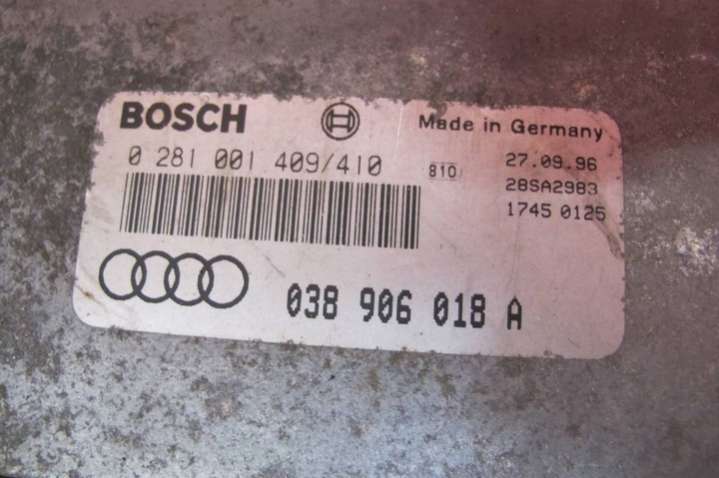 BOSCH Made in Germany
0 281 001 409/410 810 27.09.96
28SA2983
1745 0125
038 906 018 A